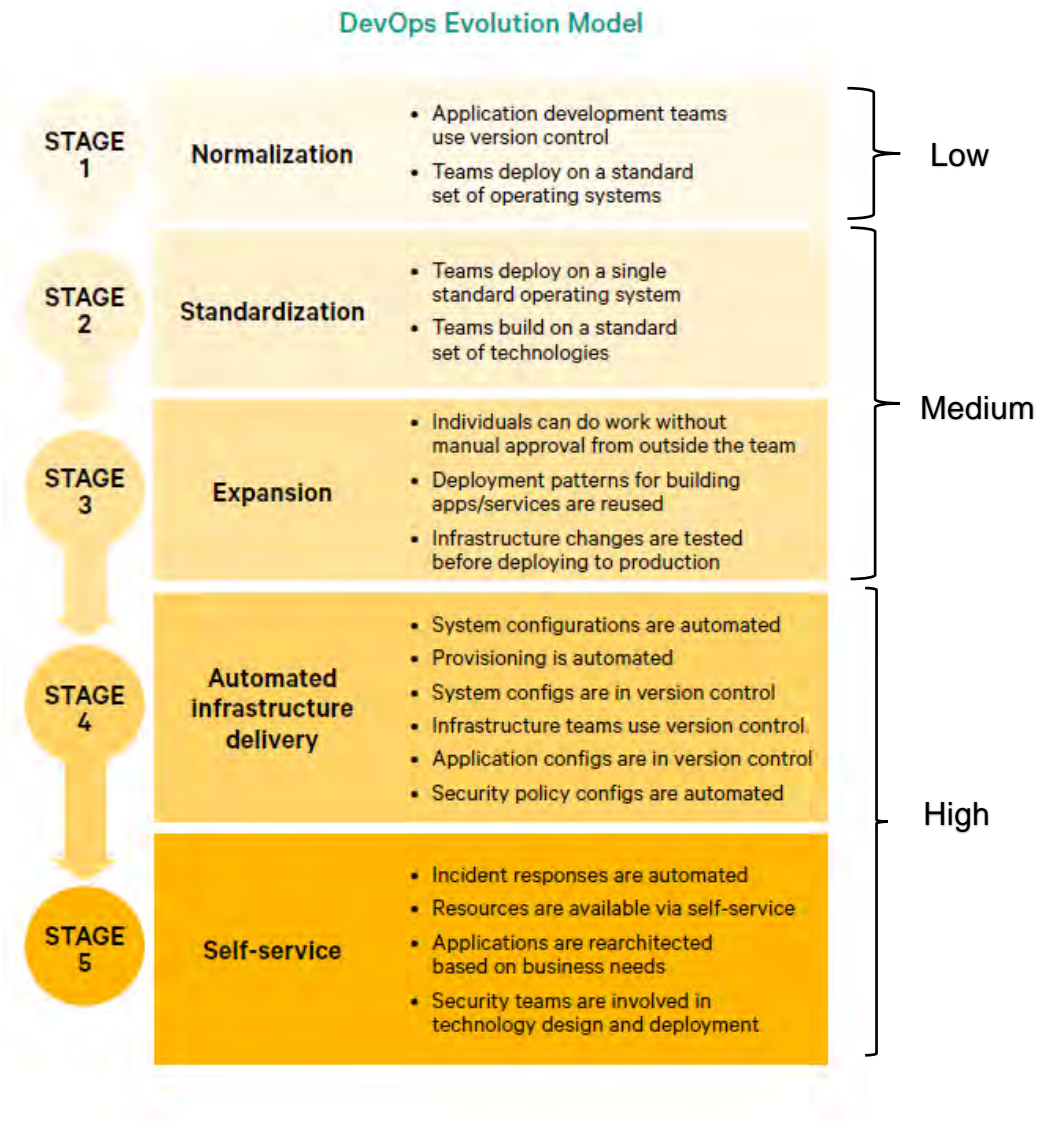 DevOps Evolution Model
STAGE
1
Normalization
• Application development teams
use version control
• Teams deploy on a standard
set of operating systems
Low
STAGE
2
Standardization
• Teams deploy on a single
standard operating system
• Teams build on a standard
set of technologies
Medium
STAGE
3
Expansion
• Individuals can do work without
manual approval from outside the team
• Deployment patterns for building
apps/services are reused
• Infrastructure changes are tested
before deploying to production
STAGE
4
Automated
infrastructure
delivery
• System configurations are automated
• Provisioning is automated
• System configs are in version control
• Infrastructure teams use version control
• Application configs are in version control
• Security policy configs are automated
High
STAGE
5
Self-service
• Incident responses are automated
• Resources are available via self-service
• Applications are rearchitected
based on business needs
• Security teams are involved in
technology design and deployment